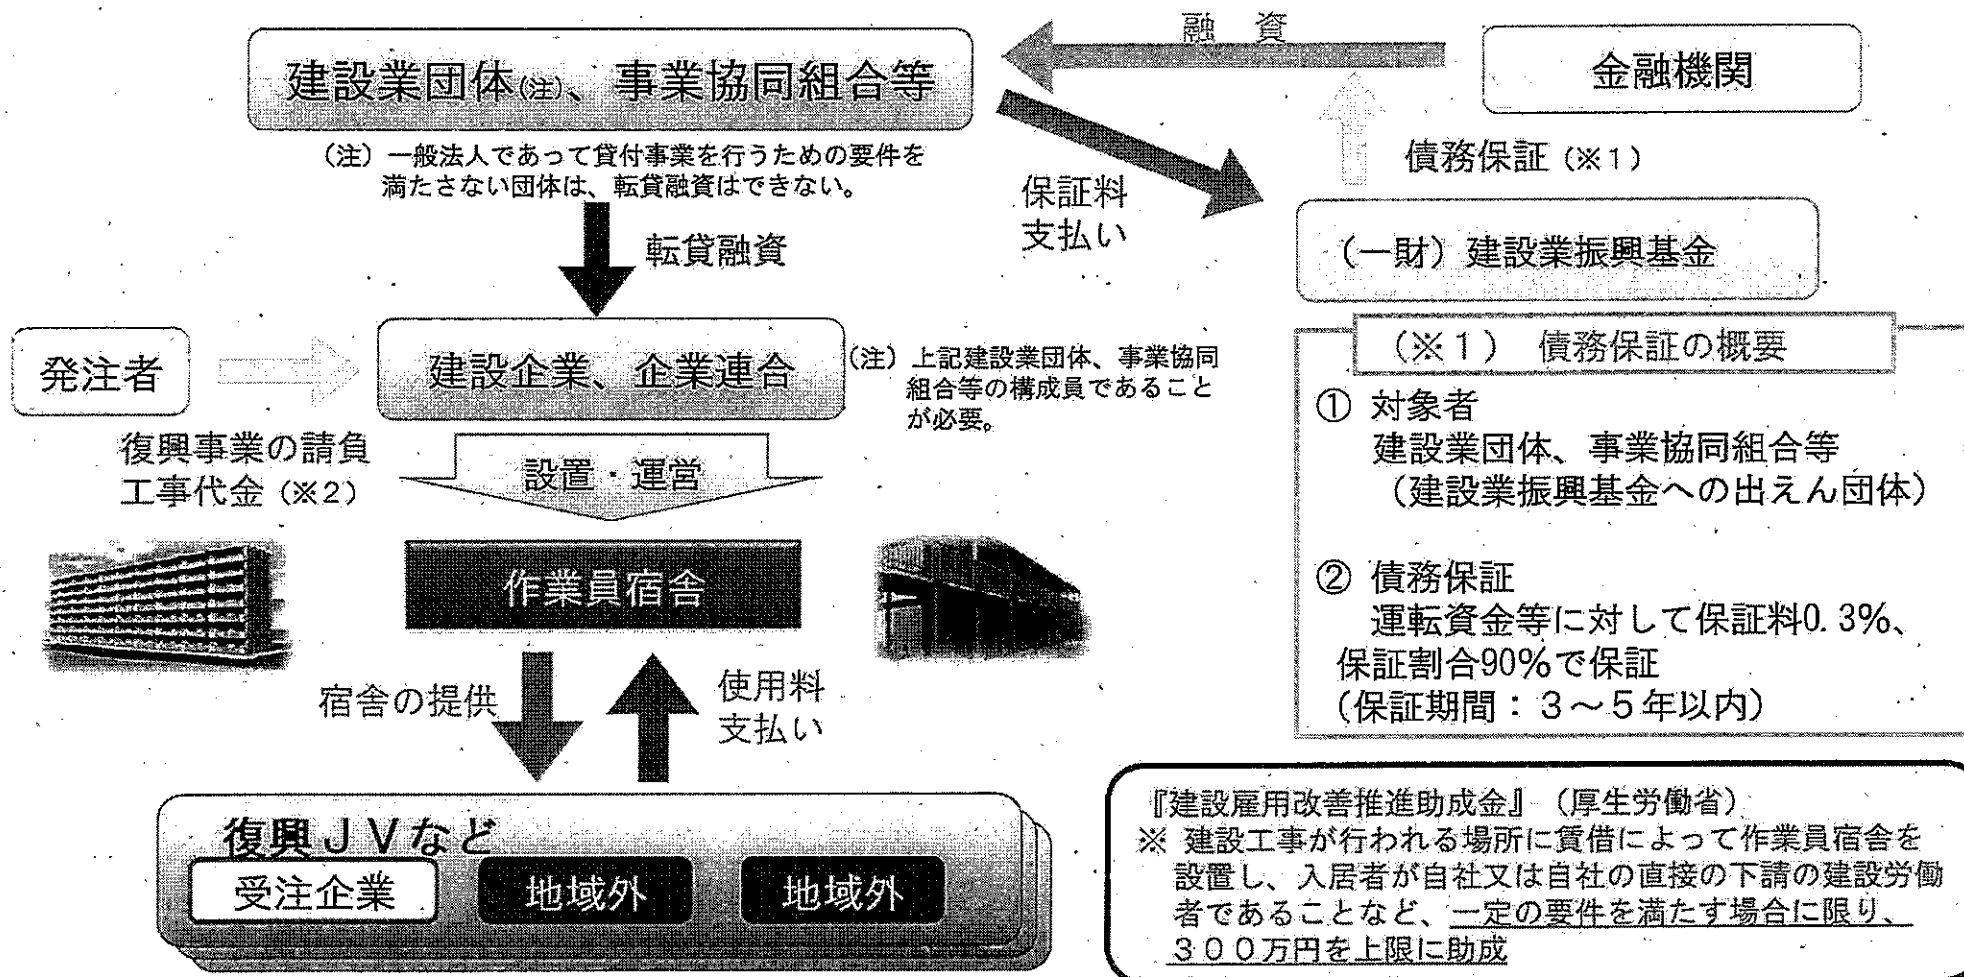 融　資
建設業団体(注)、事業協同組合等
金融機関
（注）一般法人であって貸付事業を行うための要件を
満たさない団体は、転貸融資はできない。
保証料
支払い
債務保証（※1）
転貸融資
（一財）建設業振興基金
発注者
建設企業、企業連合
（注）上記建設業団体、事業協同
組合等の構成員であること
が必要。
復興事業の請負
工事代金（※2）
設置・運営
作業員宿舎
宿舎の提供
使用料
支払い
復興ＪＶなど
受注企業
地域外
地域外
（※１）　債務保証の概要
① 対象者
建設業団体、事業協同組合等
（建設業振興基金への出えん団体）
② 債務保証
運転資金等に対して保証料0.3%、
保証割合90%で保証
（保証期間：３～５年以内）
『建設雇用改善推進助成金』（厚生労働省）
※ 建設工事が行われる場所に賃借によって作業員宿舎を
設置し、入居者が自社又は自社の直接の下請の建設労働
者であることなど、一定の要件を満たす場合に限り、
３００万円を上限に助成